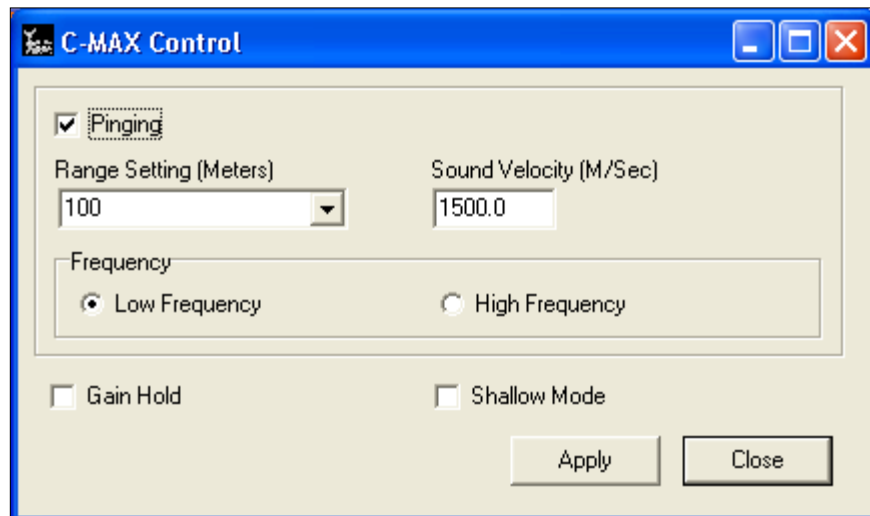 C-MAX Control
Pinging
Range Setting (Meters) Sound Velocity (M/Sec)
100 1500.0
Frequency
Low Frequency High Frequency
Gain Hold Shallow Mode
Apply Close